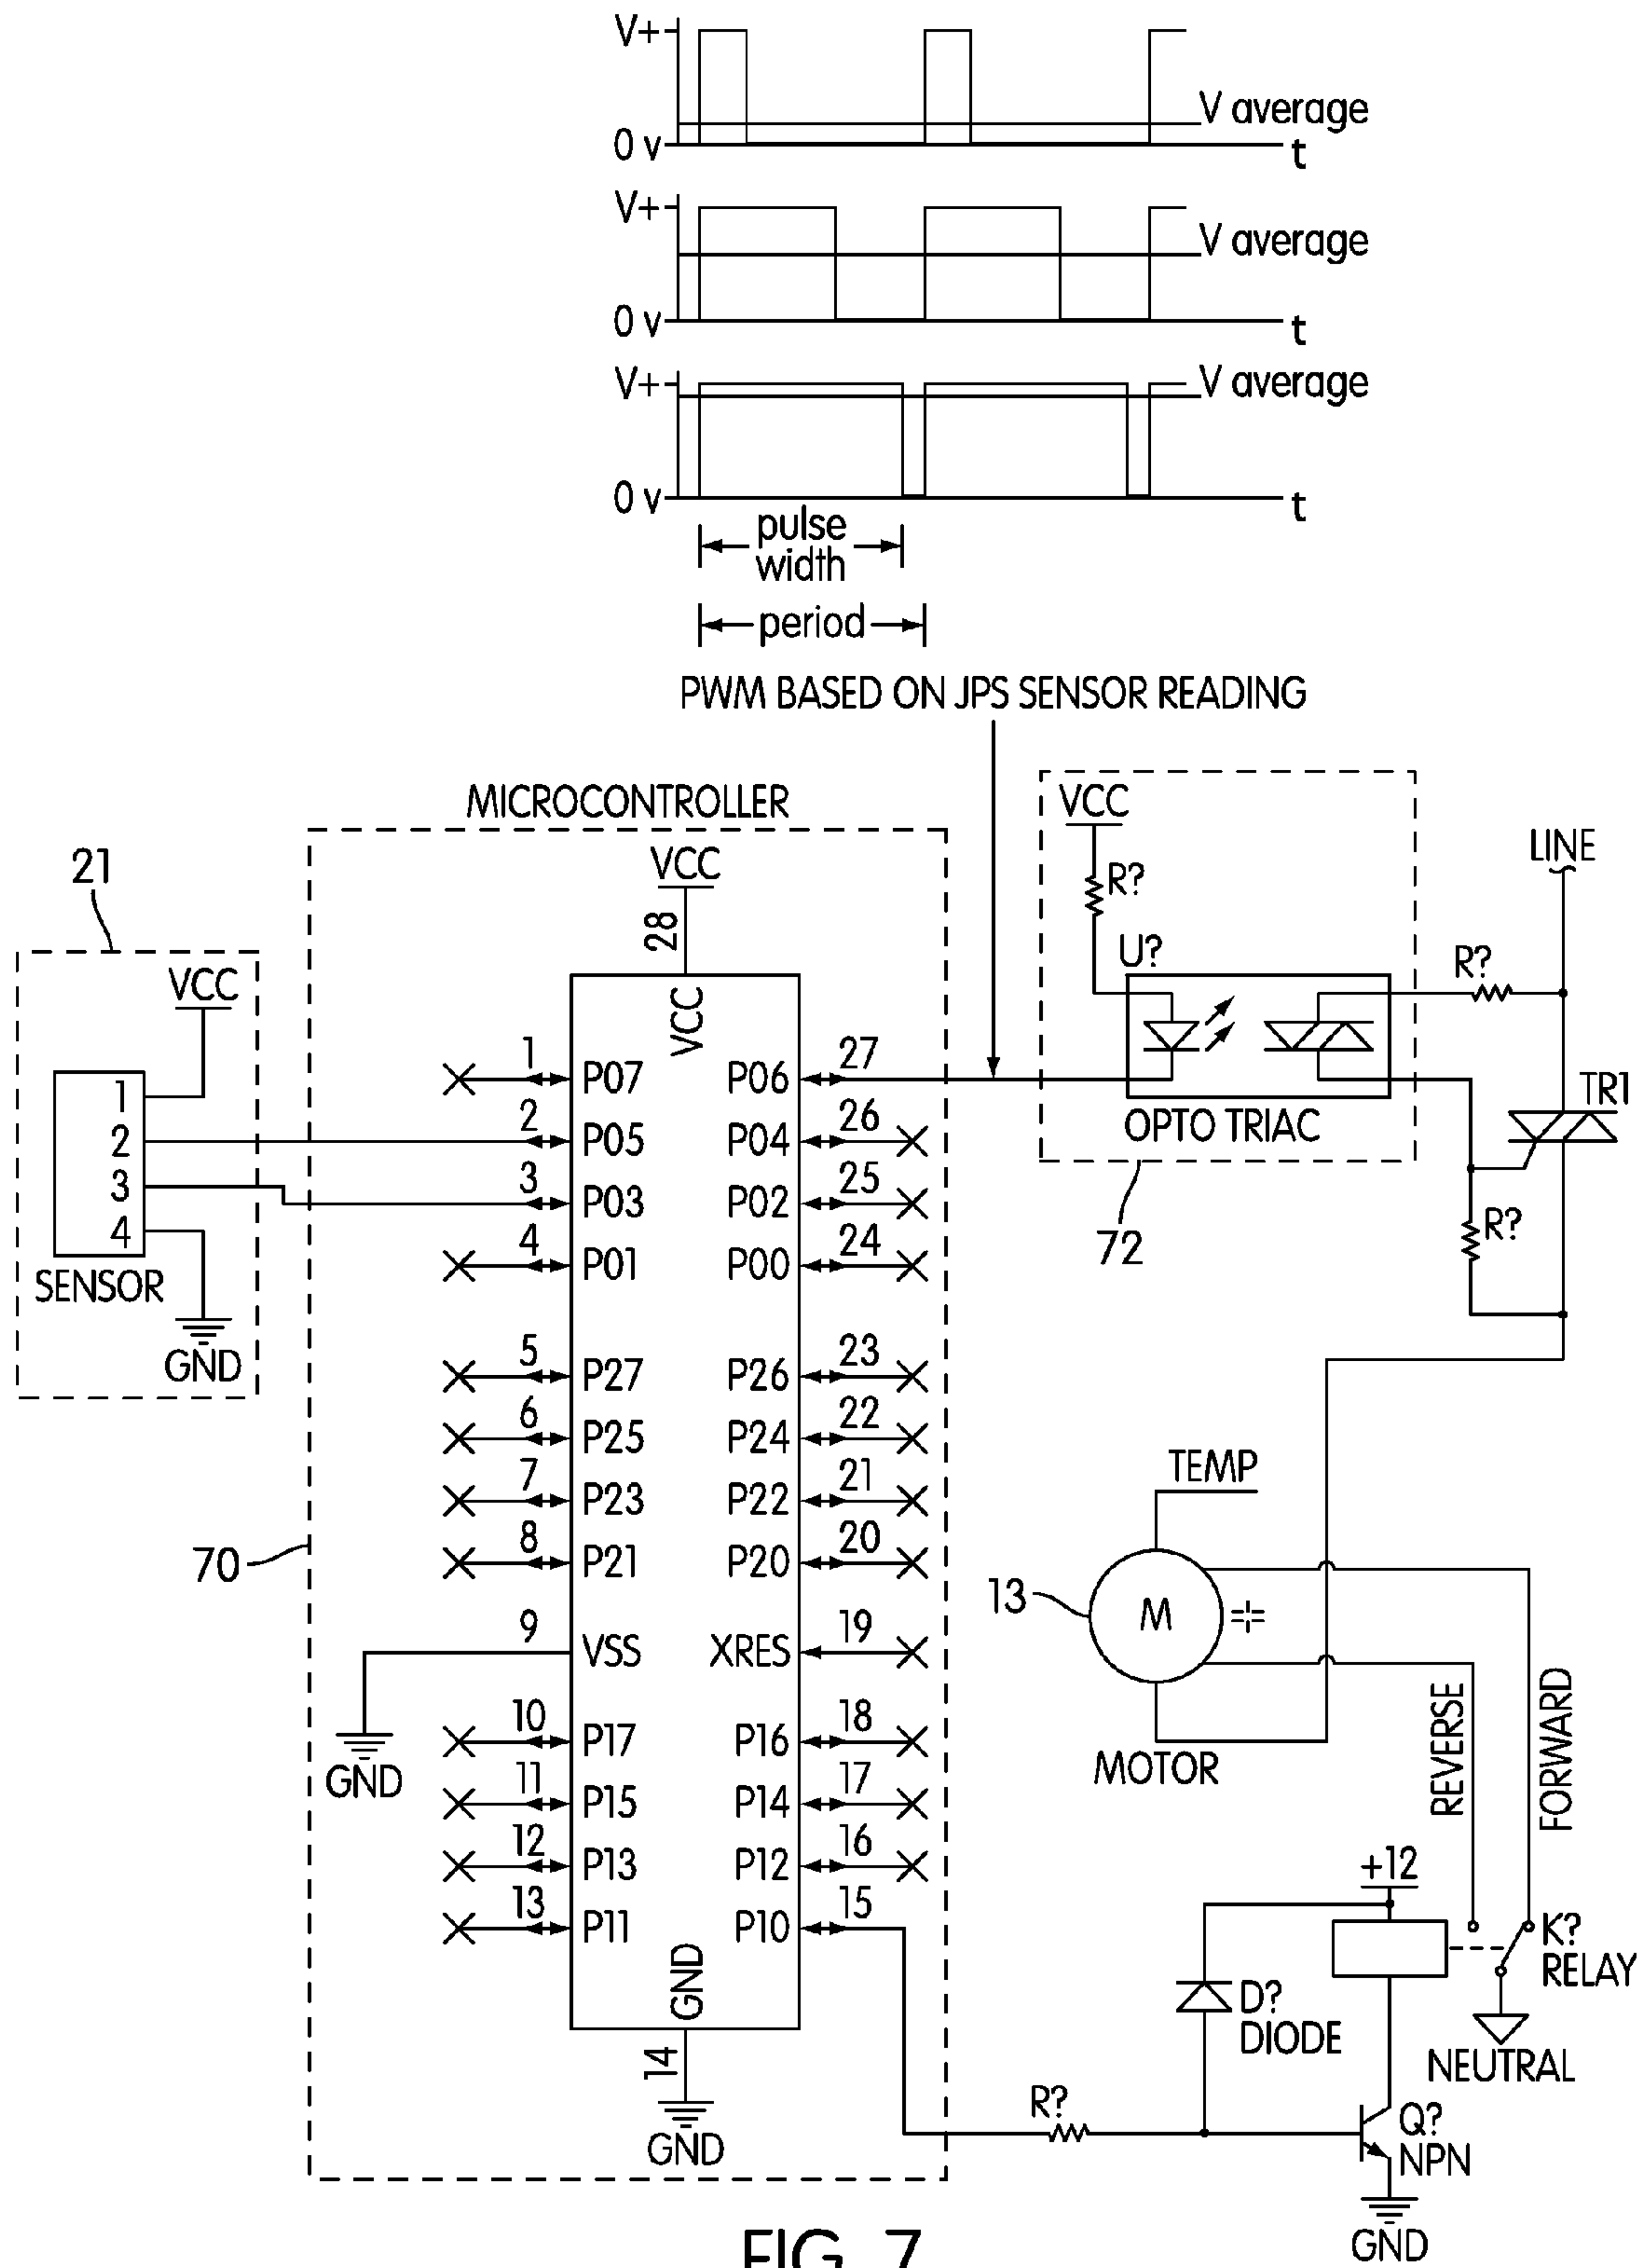 V+
V average
0 v
t
V+
V average
0 v
t
V+
V average
0 v
t
pulse
width
period
PWM BASED ON JPS SENSOR READING
MICROCONTROLLER
21
VCC
1
2
3
4
SENSOR
GND
70
VCC
28
VCC
1 P07
2 P05
3 P03
4 P01
5 P27
6 P25
7 P23
8 P21
9 VSS
GND
10 P17
11 P15
12 P13
13 P11
P06 27
P04 26
P02 25
P00 24
P26 23
P24 22
P22 21
P20 20
XRES 19
P16 18
P14 17
P12 16
P10 15
GND
14
GND
VCC
R?
U?
OPTO TRIAC
72
LINE
R?
TR1
R?
TEMP
13
M
MOTOR
REVERSE
FORWARD
+12
K?
RELAY
D?
DIODE
NEUTRAL
R?
Q?
NPN
GND
FIG. 7